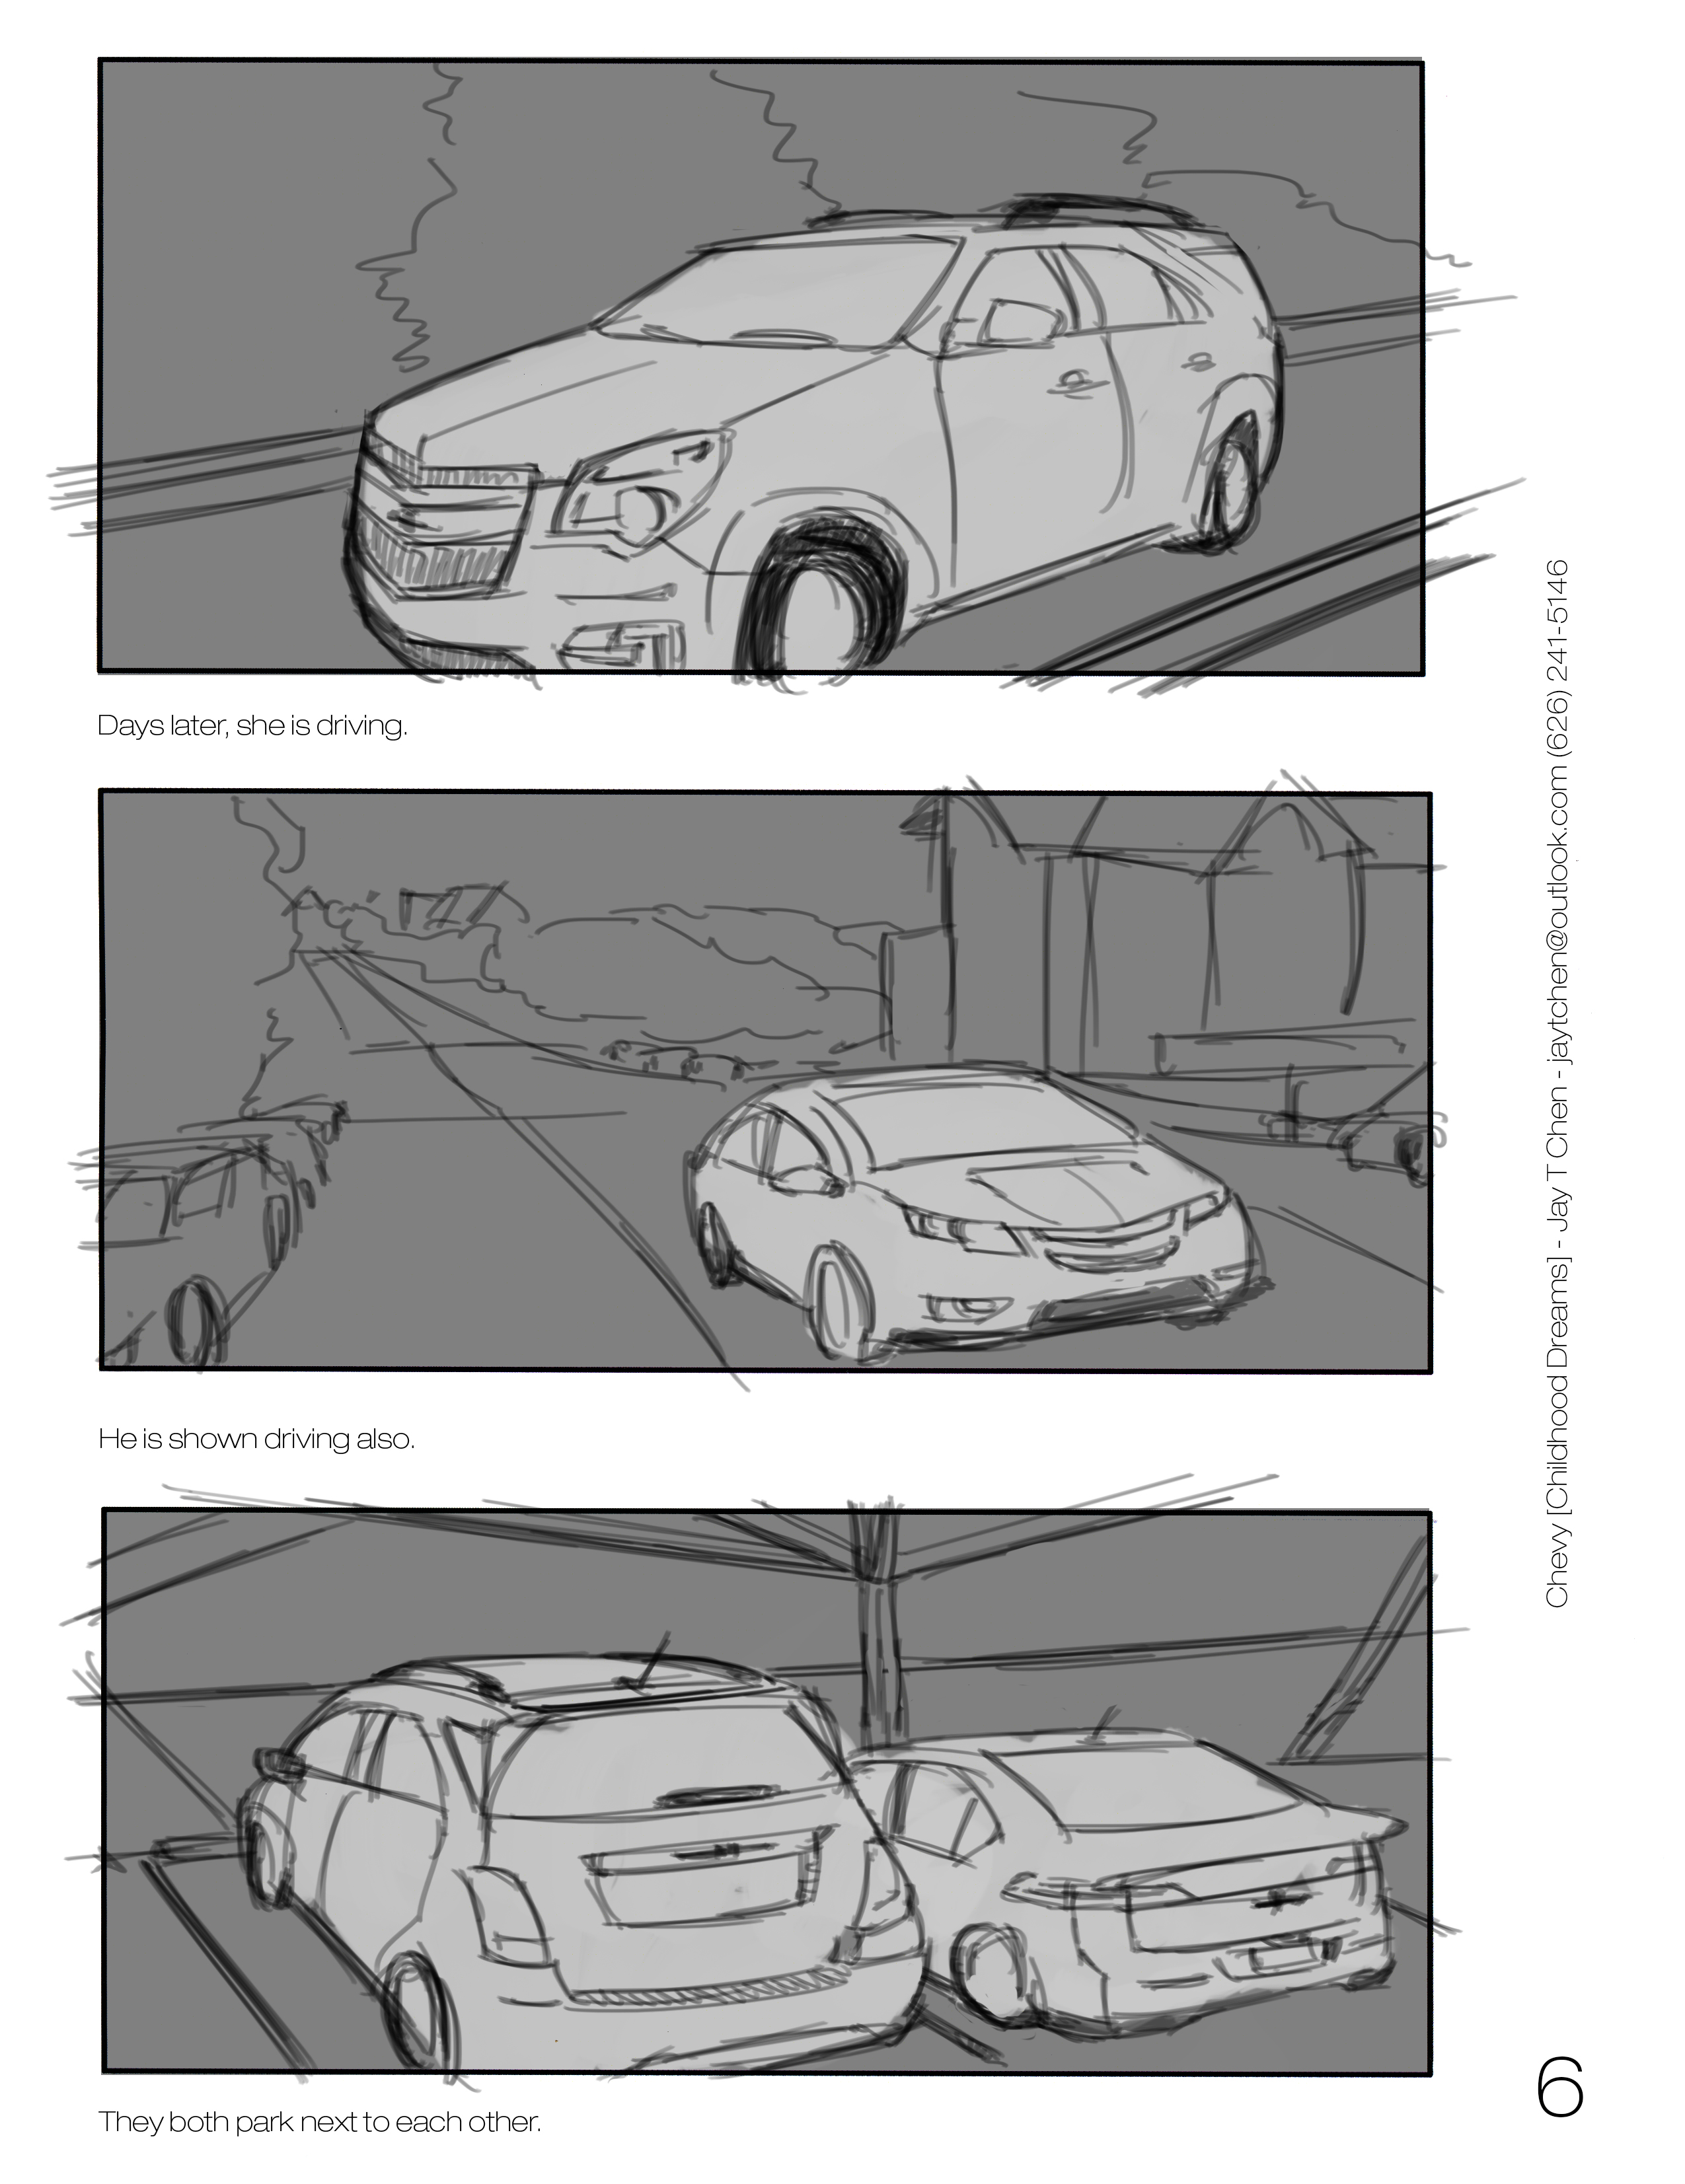 Days later, she is driving.
He is shown driving also.
They both park next to each other.
Chevy [Childhood Dreams] - Jay T Chen - jaytchen@outlook.com (626) 241-5146
6